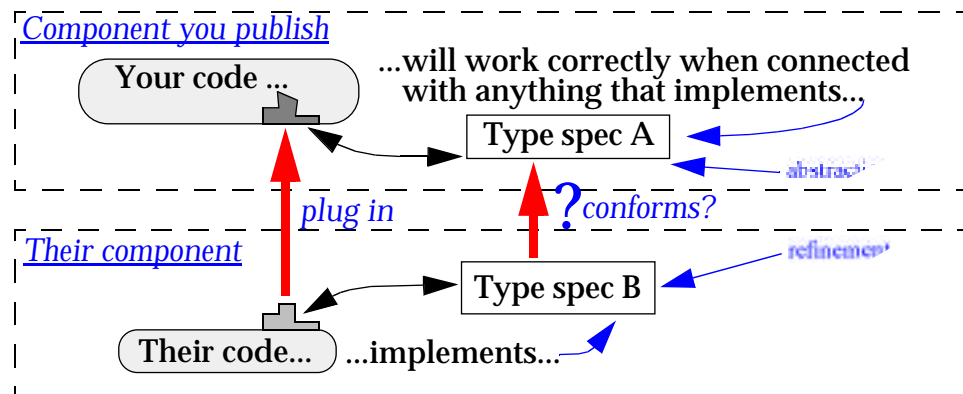 Component you publish
Your code ...
...will work correctly when connected
with anything that implements...
Type spec A
plug in
? conforms?
Their component
refinement
Type spec B
Their code...
...implements...